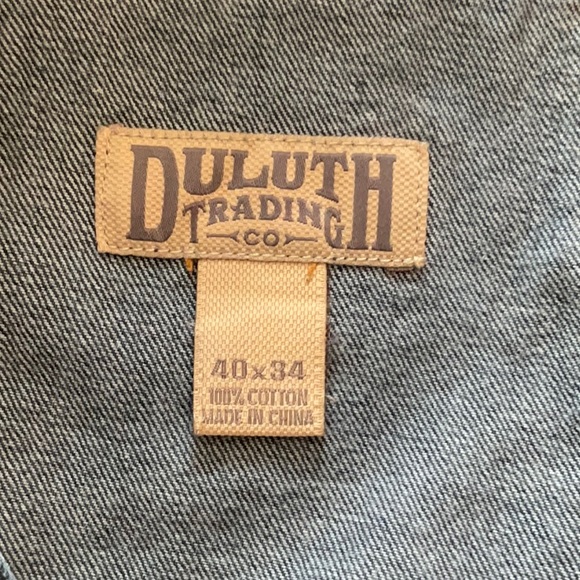 DULUTH
TRADING
CO
40x34
100% COTTON
MADE IN CHINA